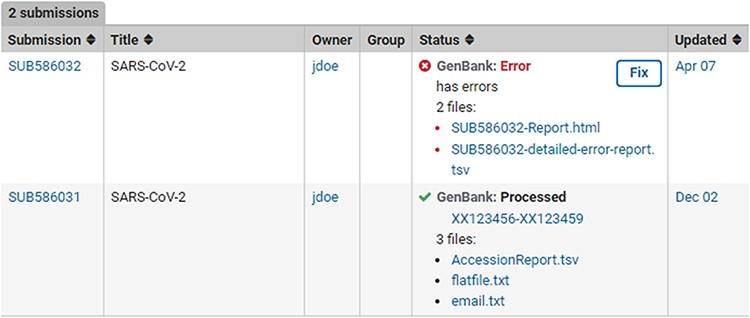 2 submissions
Submission Title Owner Group Status Updated
SUB586032 SARS-CoV-2 jdoe GenBank: Error Fix Apr 07
has errors
2 files:
SUB586032-Report.html
SUB586032-detailed-error-report.
tsv
SUB586031 SARS-CoV-2 jdoe GenBank: Processed Dec 02
XX123456-XX123459
3 files:
AccessionReport.tsv
flatfile.txt
email.txt